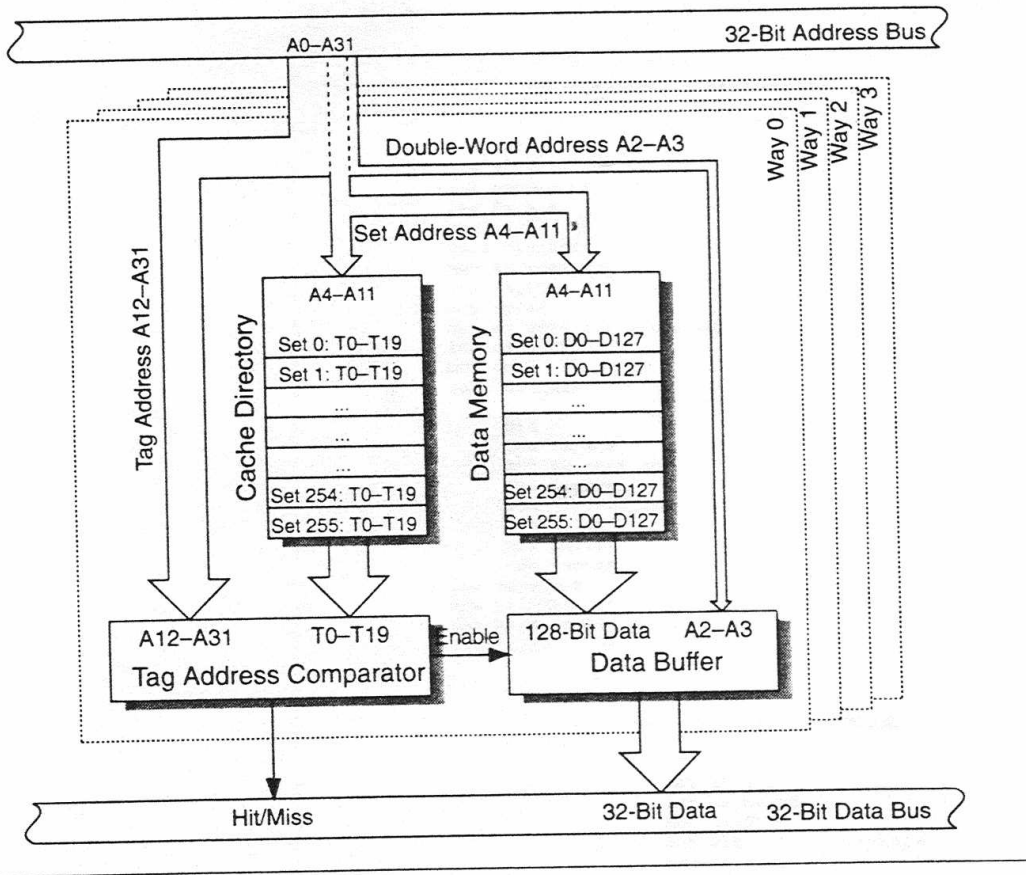 32-Bit Address Bus
A0–A31
Way 0
Way 1
Way 2
Way 3
Double-Word Address A2–A3
Set Address A4–A11
Tag Address A12–A31
Cache Directory
A4–A11
Set 0: T0–T19
Set 1: T0–T19
...
...
...
Set 254: T0–T19
Set 255: T0–T19
Data Memory
A4–A11
Set 0: D0–D127
Set 1: D0–D127
...
...
...
Set 254: D0–D127
Set 255: D0–D127
A12–A31 T0–T19
Tag Address Comparator
Enable
128-Bit Data A2–A3
Data Buffer
Hit/Miss
32-Bit Data
32-Bit Data Bus